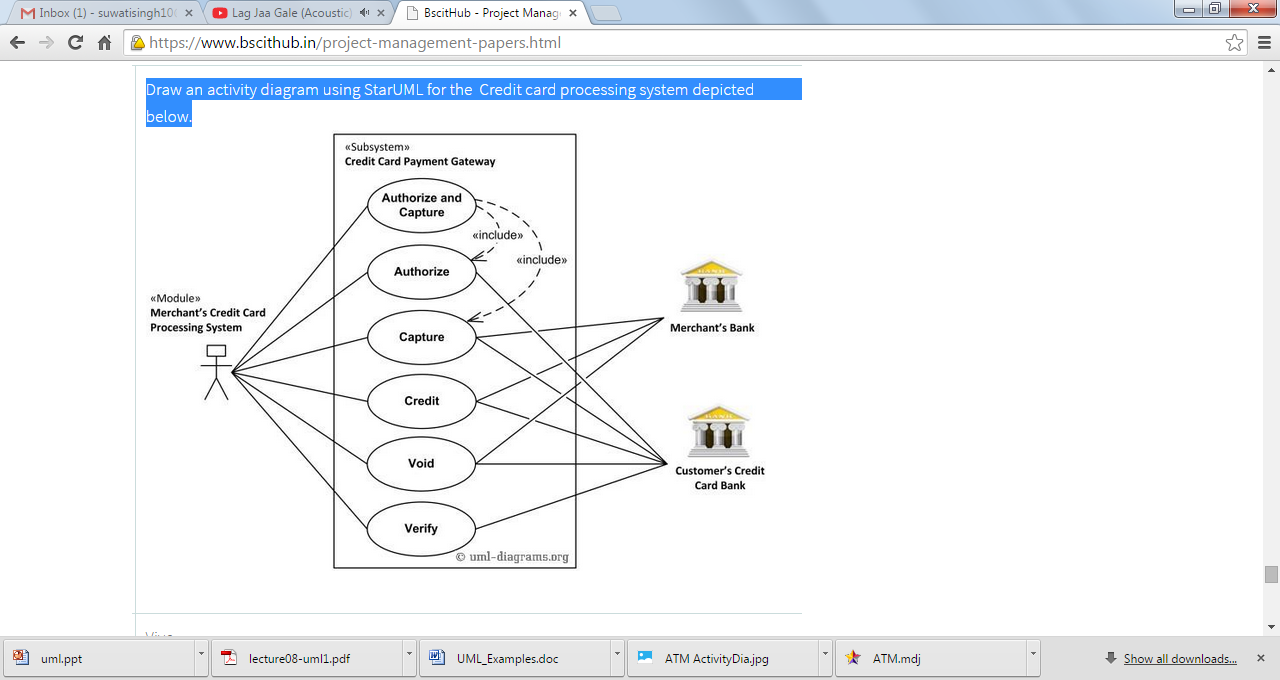 Inbox (1) - suwatisingh10
Lag Jaa Gale (Acoustic)
BscitHub - Project Manag
https://www.bscithub.in/project-management-papers.html
Draw an activity diagram using StarUML for the Credit card processing system depicted
below.
«Subsystem»
Credit Card Payment Gateway
Authorize and
Capture
«include»
«include»
Authorize
«Module»
Merchant's Credit Card
Processing System
Capture
Merchant's Bank
Credit
Void
Customer's Credit
Card Bank
Verify
© uml-diagrams.org
uml.ppt
lecture08-uml1.pdf
UML_Examples.doc
ATM ActivityDia.jpg
ATM.mdj
Show all downloads...